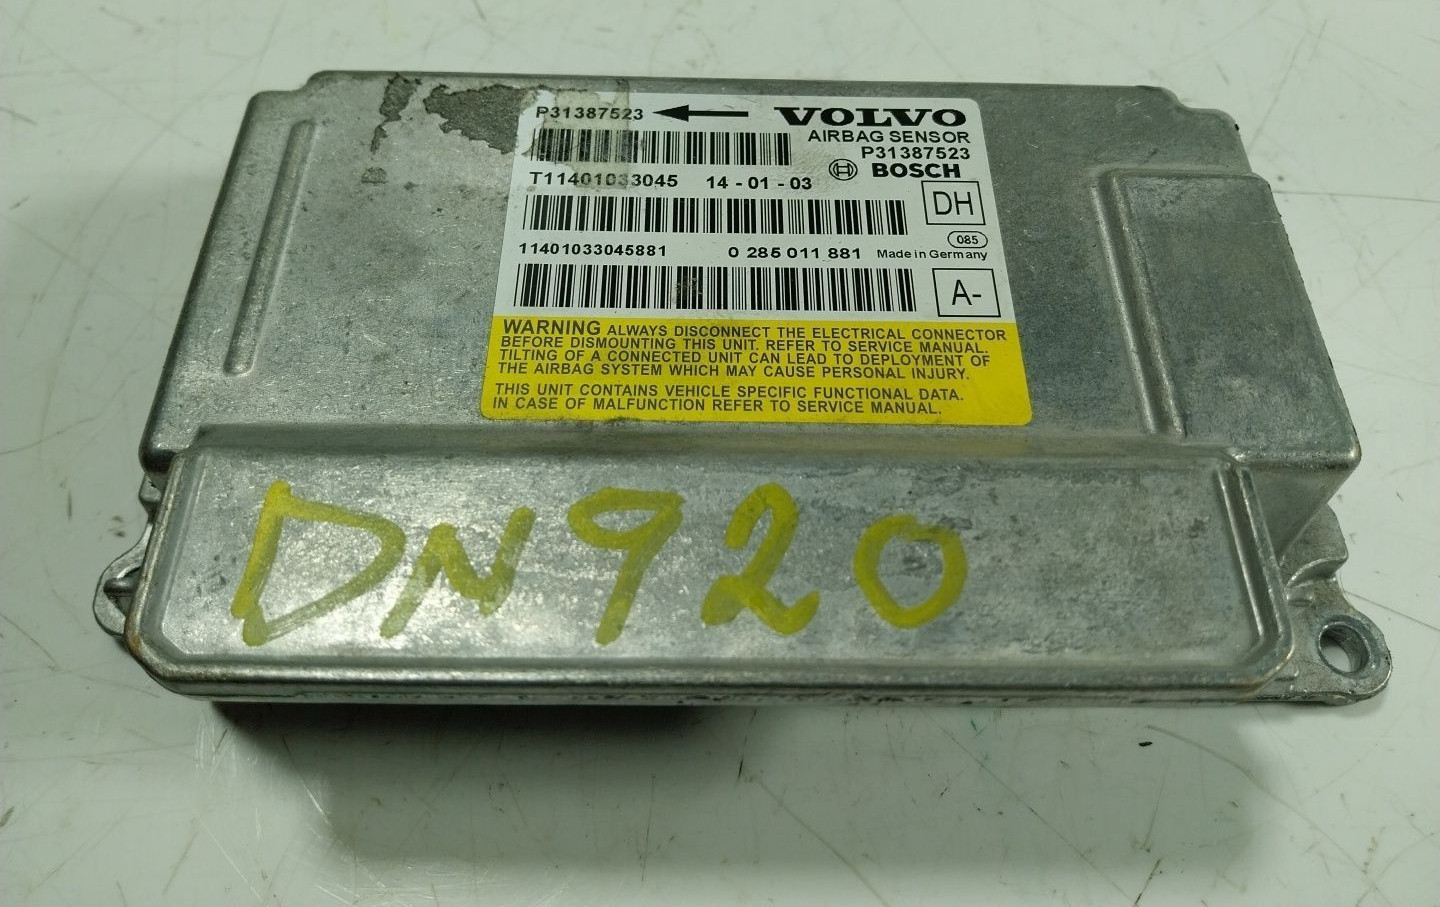 P31387523 VOLVO
AIRBAG SENSOR
P31387523
BOSCH
T11401033045 14 - 01 - 03
DH
085
11401033045881 0 285 011 881 Made in Germany
A-
WARNING ALWAYS DISCONNECT THE ELECTRICAL CONNECTOR
BEFORE DISMOUNTING THIS UNIT. REFER TO SERVICE MANUAL.
TILTING OF A CONNECTED UNIT CAN LEAD TO DEPLOYMENT OF
THE AIRBAG SYSTEM WHICH MAY CAUSE PERSONAL INJURY.
THIS UNIT CONTAINS VEHICLE SPECIFIC FUNCTIONAL DATA.
IN CASE OF MALFUNCTION REFER TO SERVICE MANUAL.
DN920